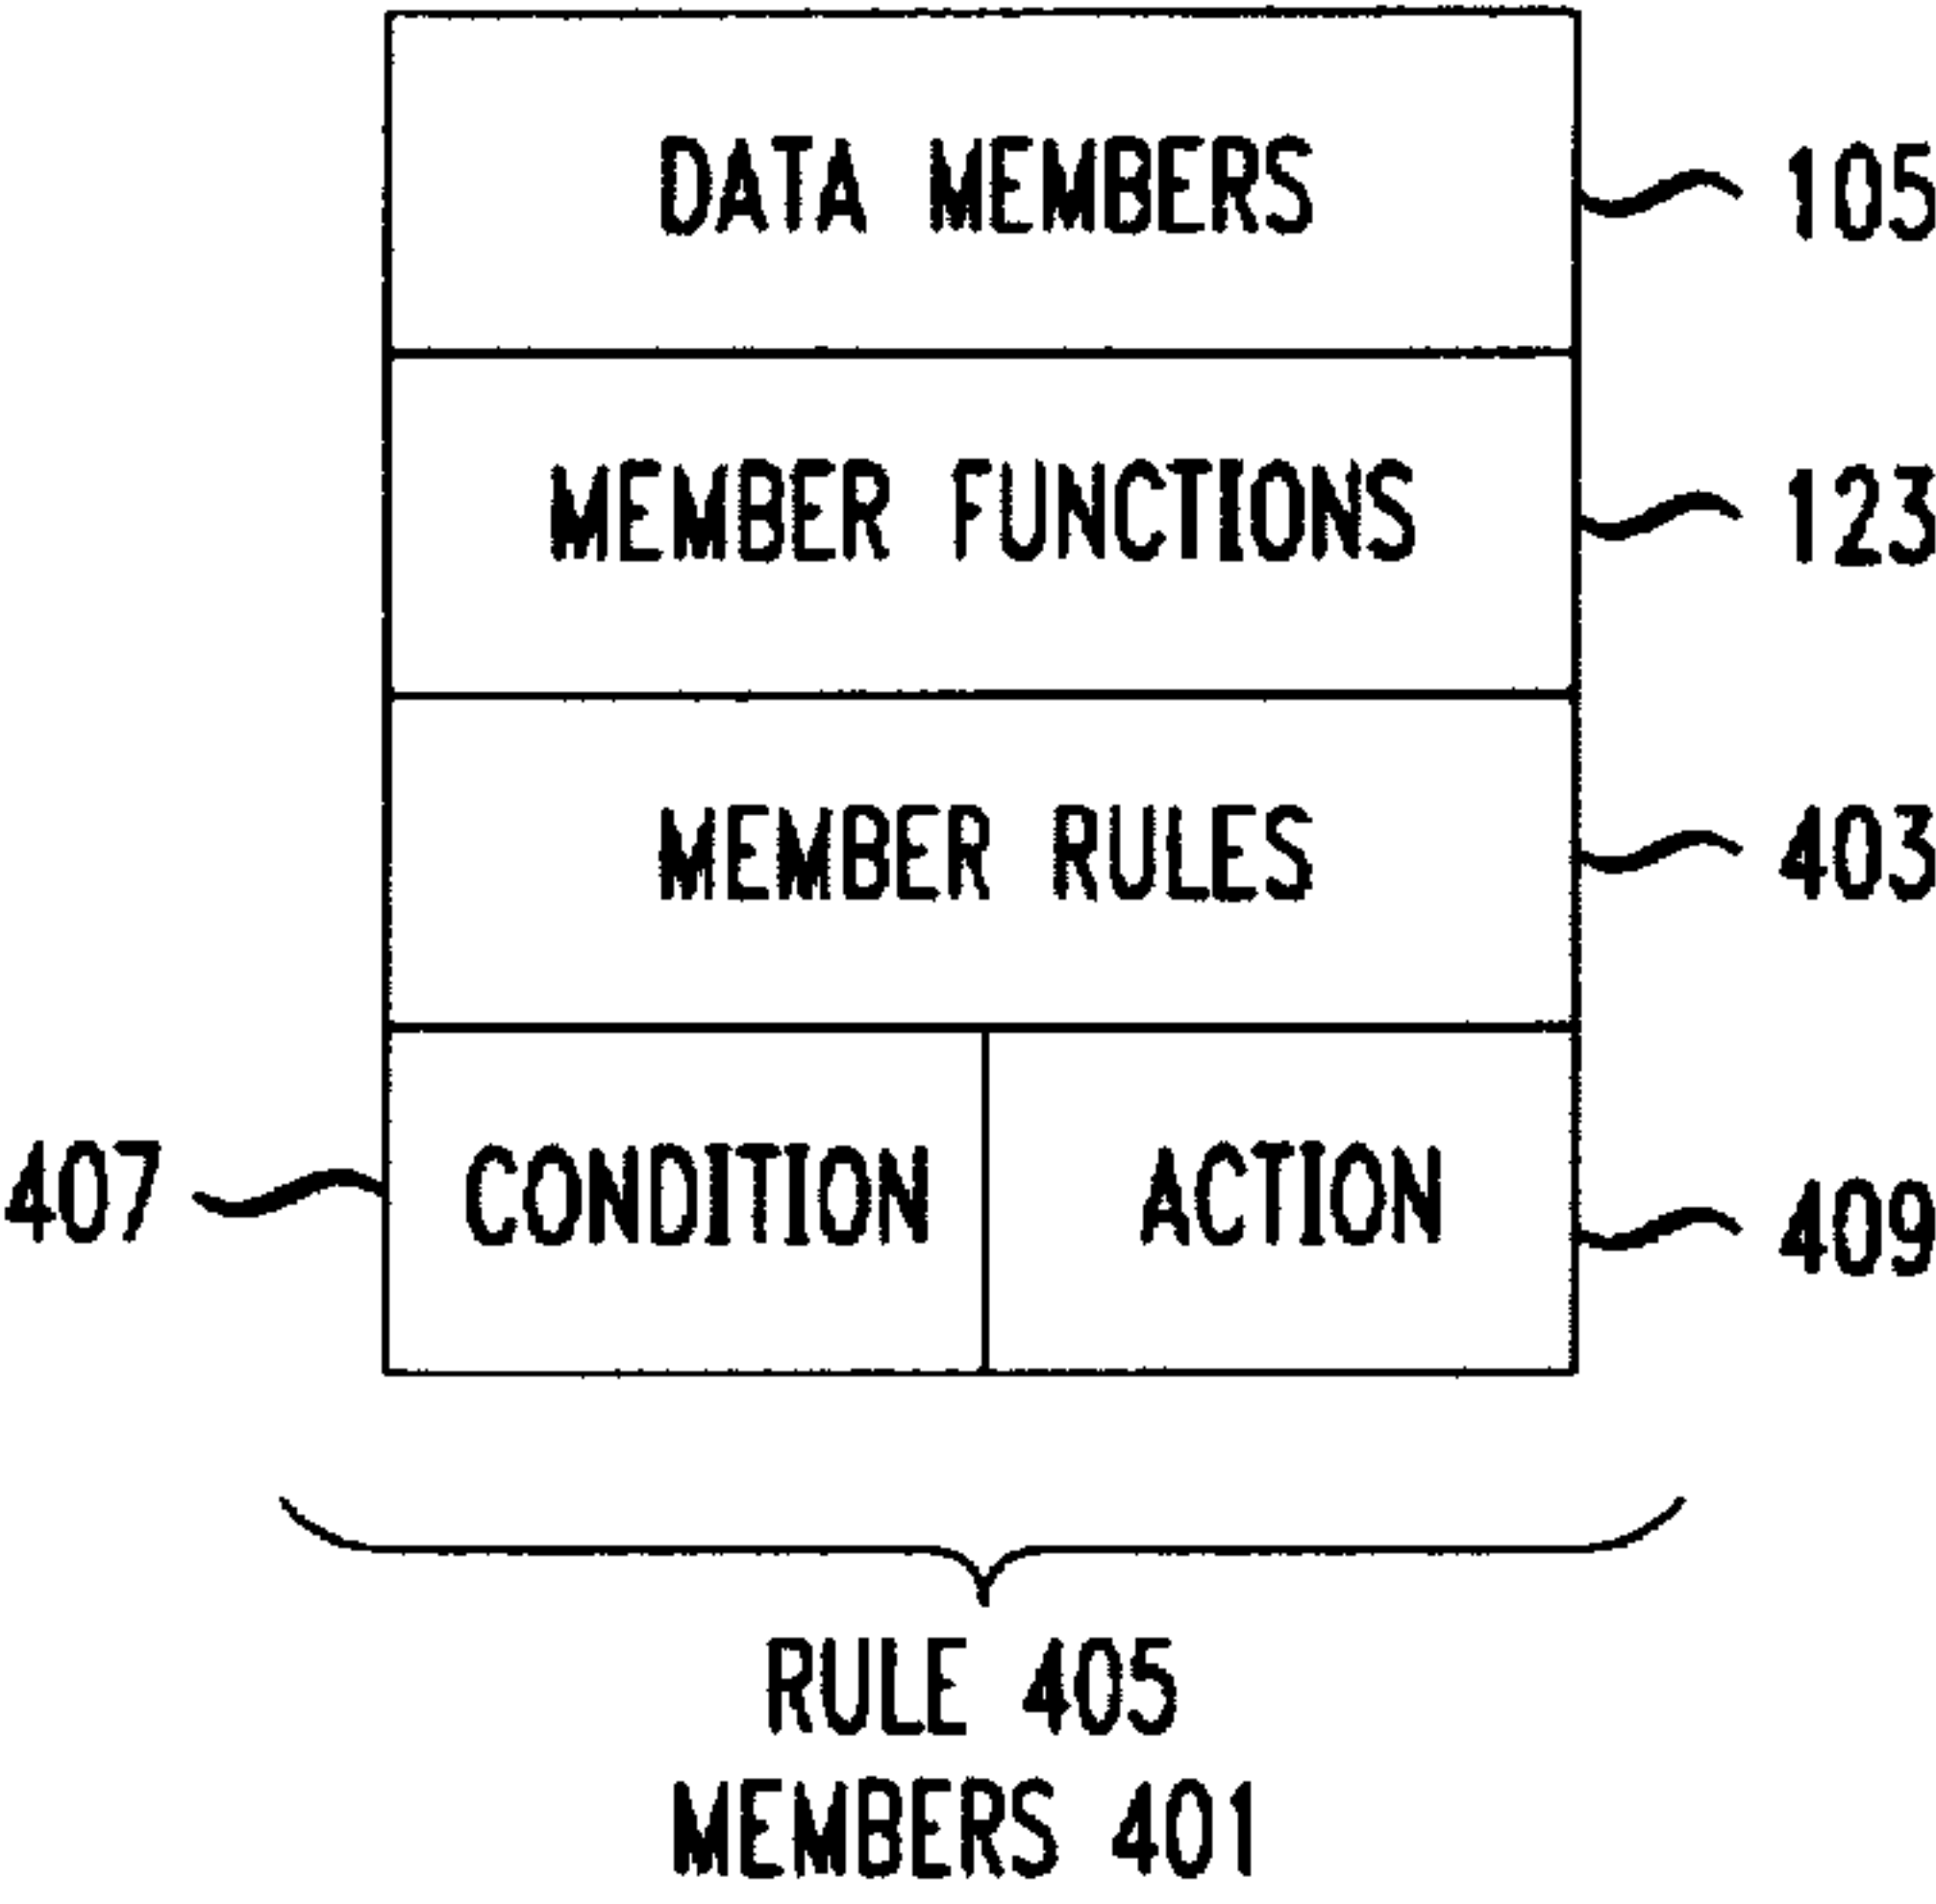 DATA MEMBERS 105
MEMBER FUNCTIONS 123
MEMBER RULES 403
407 CONDITION ACTION 409
RULE 405
MEMBERS 401